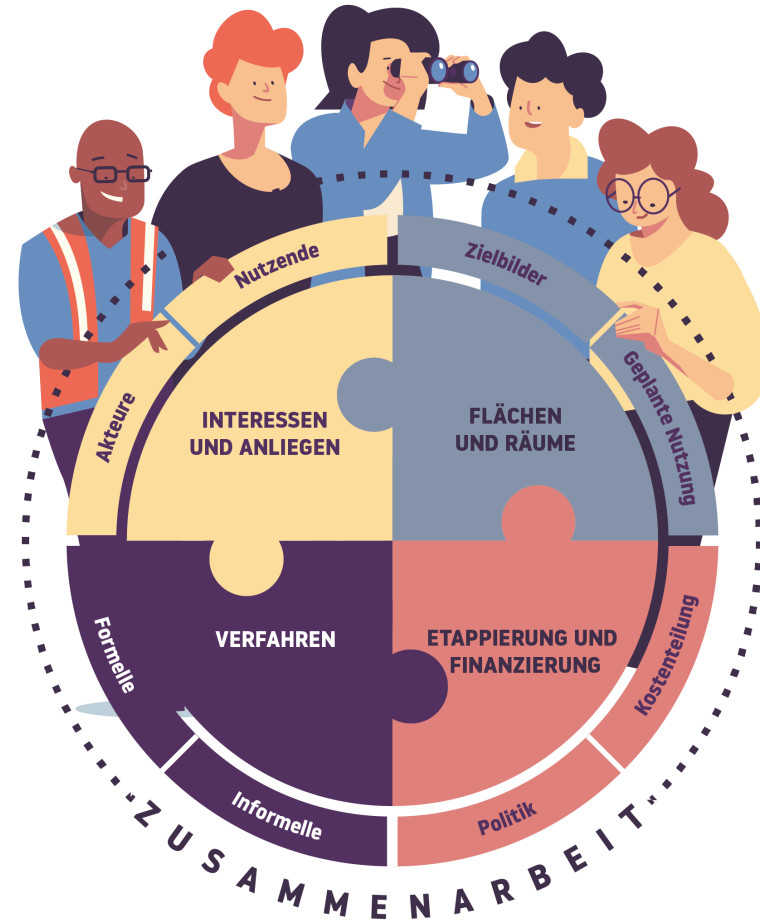 Nutzende
Zielbilder
Akteure
Geplante Nutzung
INTERESSEN
UND ANLIEGEN
FLÄCHEN
UND RÄUME
VERFAHREN
ETAPPIERUNG UND
FINANZIERUNG
Formelle
Kostenteilung
Informelle
Politik
ZUSAMMENARBEIT